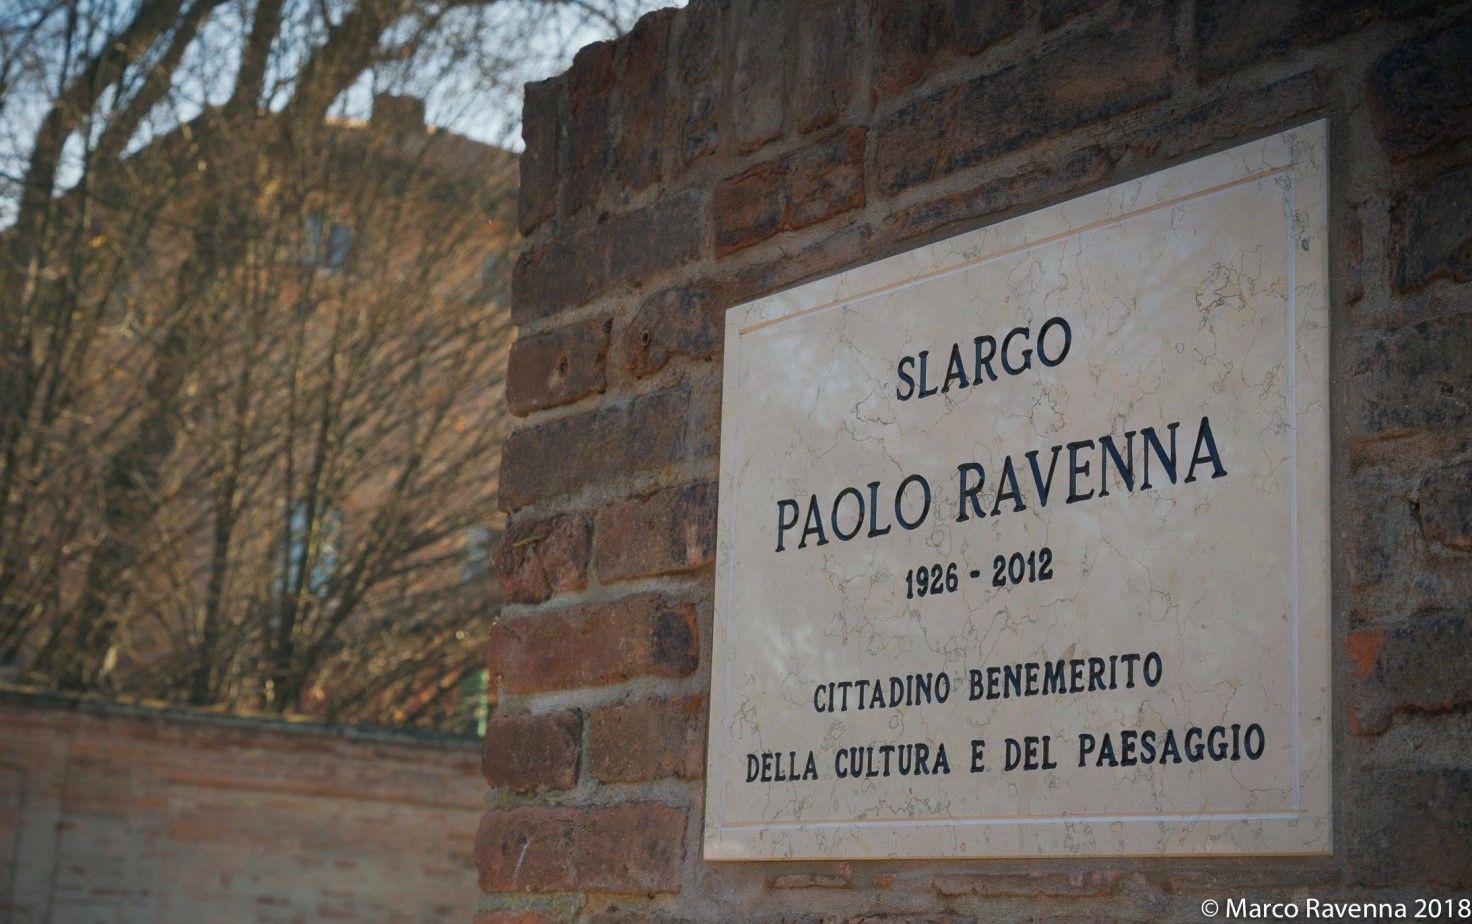 SLARGO
PAOLO RAVENNA
1926 - 2012
CITTADINO BENEMERITO
DELLA CULTURA E DEL PAESAGGIO
© Marco Ravenna 2018